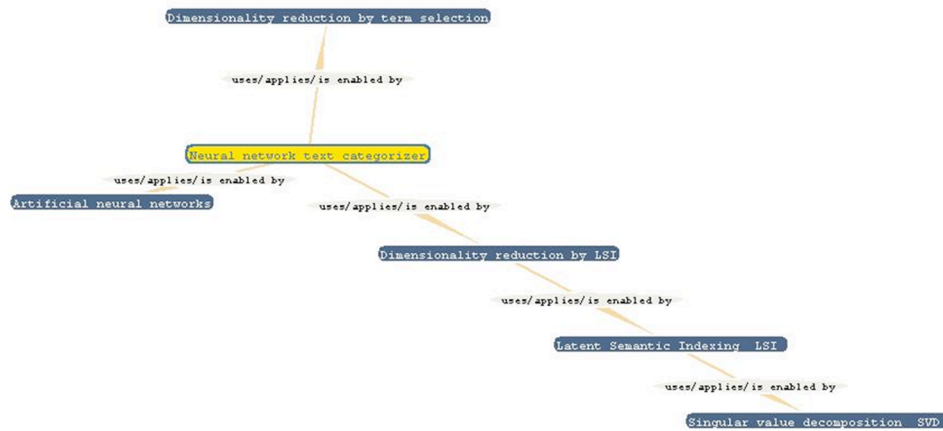 Dimensionality reduction by term selection
uses/applies/is enabled by
Neural network text categorizer
uses/applies/is enabled by
Artificial neural networks
uses/applies/is enabled by
Dimensionality reduction by LSI
uses/applies/is enabled by
Latent Semantic Indexing LSI
uses/applies/is enabled by
Singular value decomposition SVD